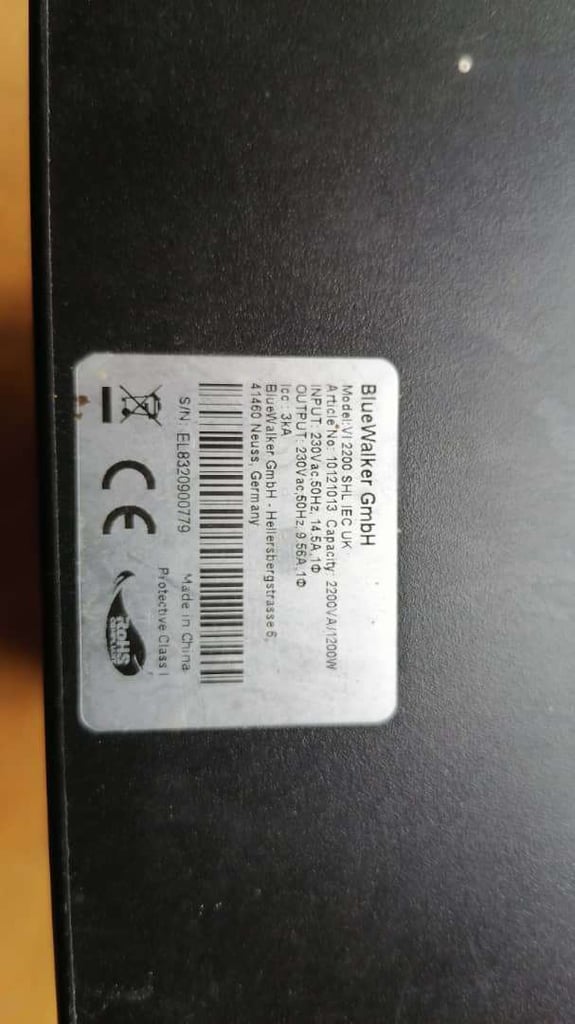 BlueWalker GmbH
Model:VI 2200 SHL IEC UK
Article No: 10121013 Capacity: 2200VA/1200W
INPUT: 230Vac,50Hz, 14.5A,1Φ
OUTPUT: 230Vac,50Hz, 9.56A,1Φ
Icc : 3kA
BlueWalker GmbH - Hellersbergstrasse 6,
41460 Neuss, Germany
S/N: EL8320900779 Made in China
Protective Class I
CE
RoHS
COMPLIANT